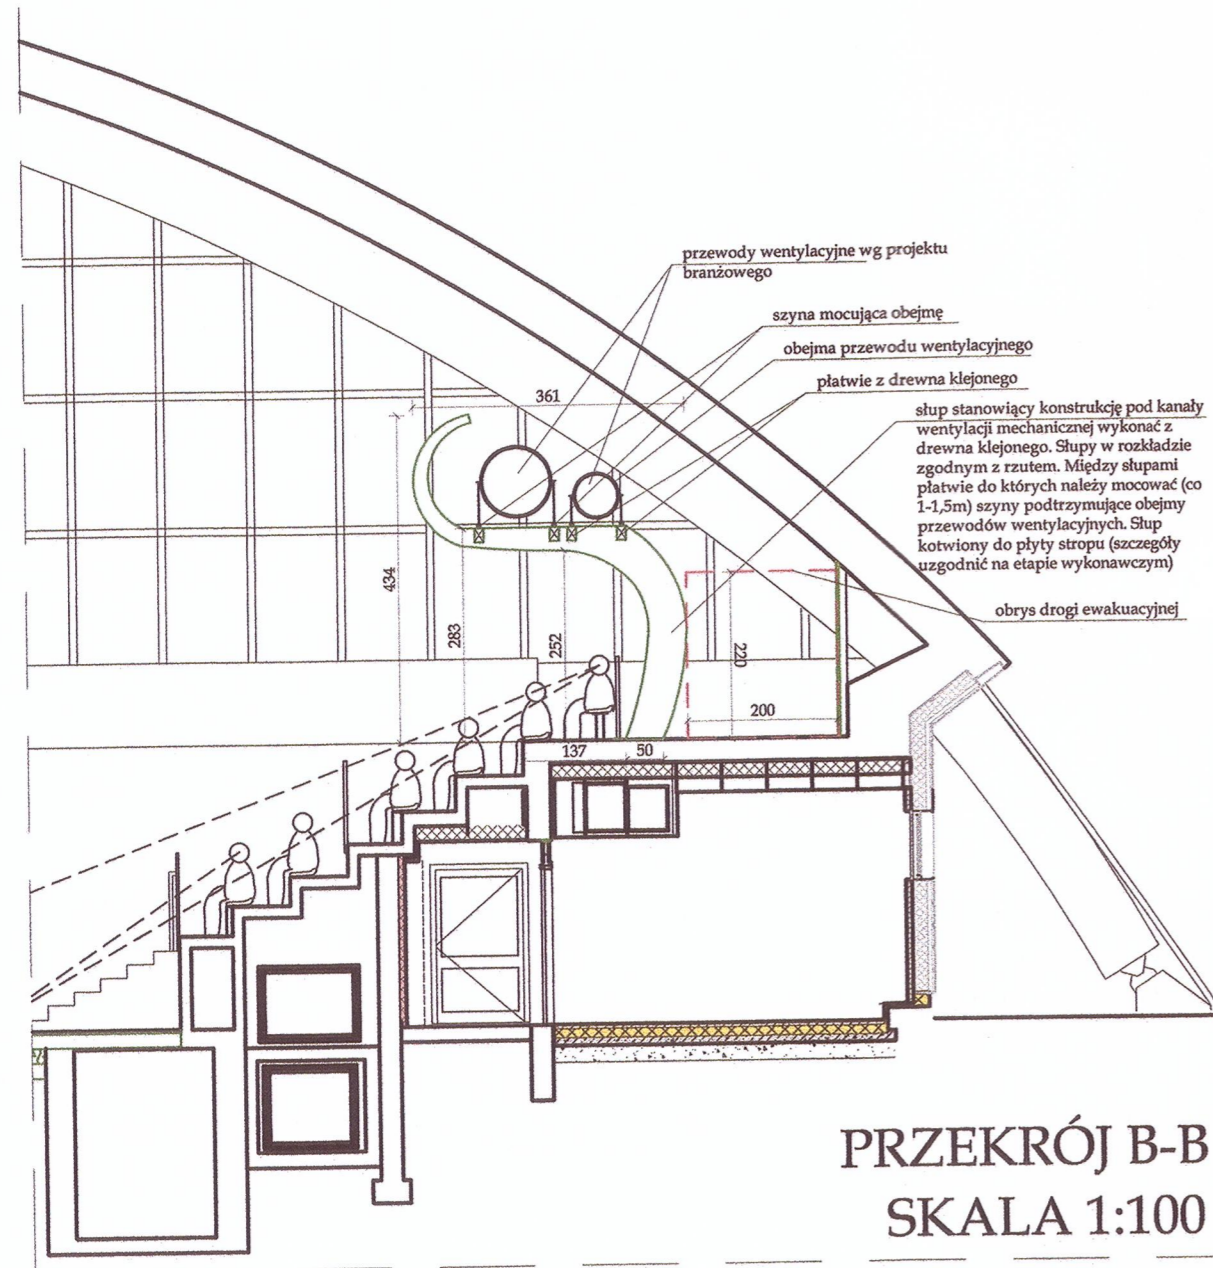 przewody wentylacyjne wg projektu
branżowego
szyna mocująca obejmę
obejma przewodu wentylacyjnego
płatwie z drewna klejonego
361
słup stanowiący konstrukcję pod kanały
wentylacji mechanicznej wykonać z
drewna klejonego. Słupy w rozkładzie
zgodnym z rzutem. Między słupami
płatwie do których należy mocować (co
1-1,5m) szyny podtrzymujące obejmy
przewodów wentylacyjnych. Słup
kotwiony do płyty stropu (szczegóły
uzgodnić na etapie wykonawczym)
obrys drogi ewakuacyjnej
434
283
252
220
200
137
50
PRZEKRÓJ B-B
SKALA 1:100